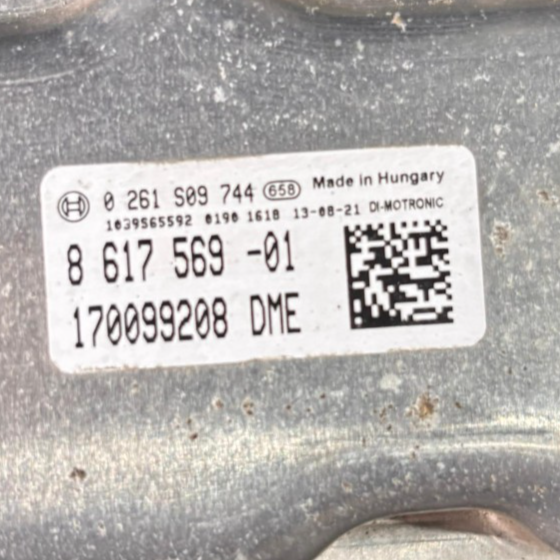 0 261 S09 744 658 Made in Hungary
1039S65592 0190 1618 13-08-21 DI-MOTRONIC
8 617 569 -01
170099208 DME